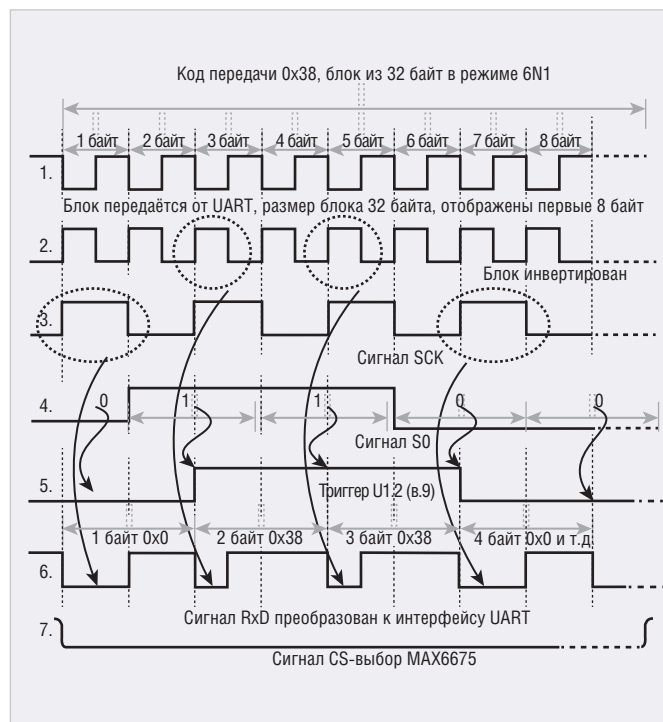 Код передачи 0x38, блок из 32 байт в режиме 6N1
1 байт 2 байт 3 байт 4 байт 5 байт 6 байт 7 байт 8 байт
1.
Блок передаётся от UART, размер блока 32 байта, отображены первые 8 байт
2.
Блок инвертирован
3.
Сигнал SCK
4. 0 1 1 0 0
Сигнал S0
5.
Триггер U1.2 (в.9)
1 байт 0x0 2 байт 0x38 3 байт 0x38 4 байт 0x0 и т.д.
6.
Сигнал RxD преобразован к интерфейсу UART
7.
Сигнал CS-выбор MAX6675